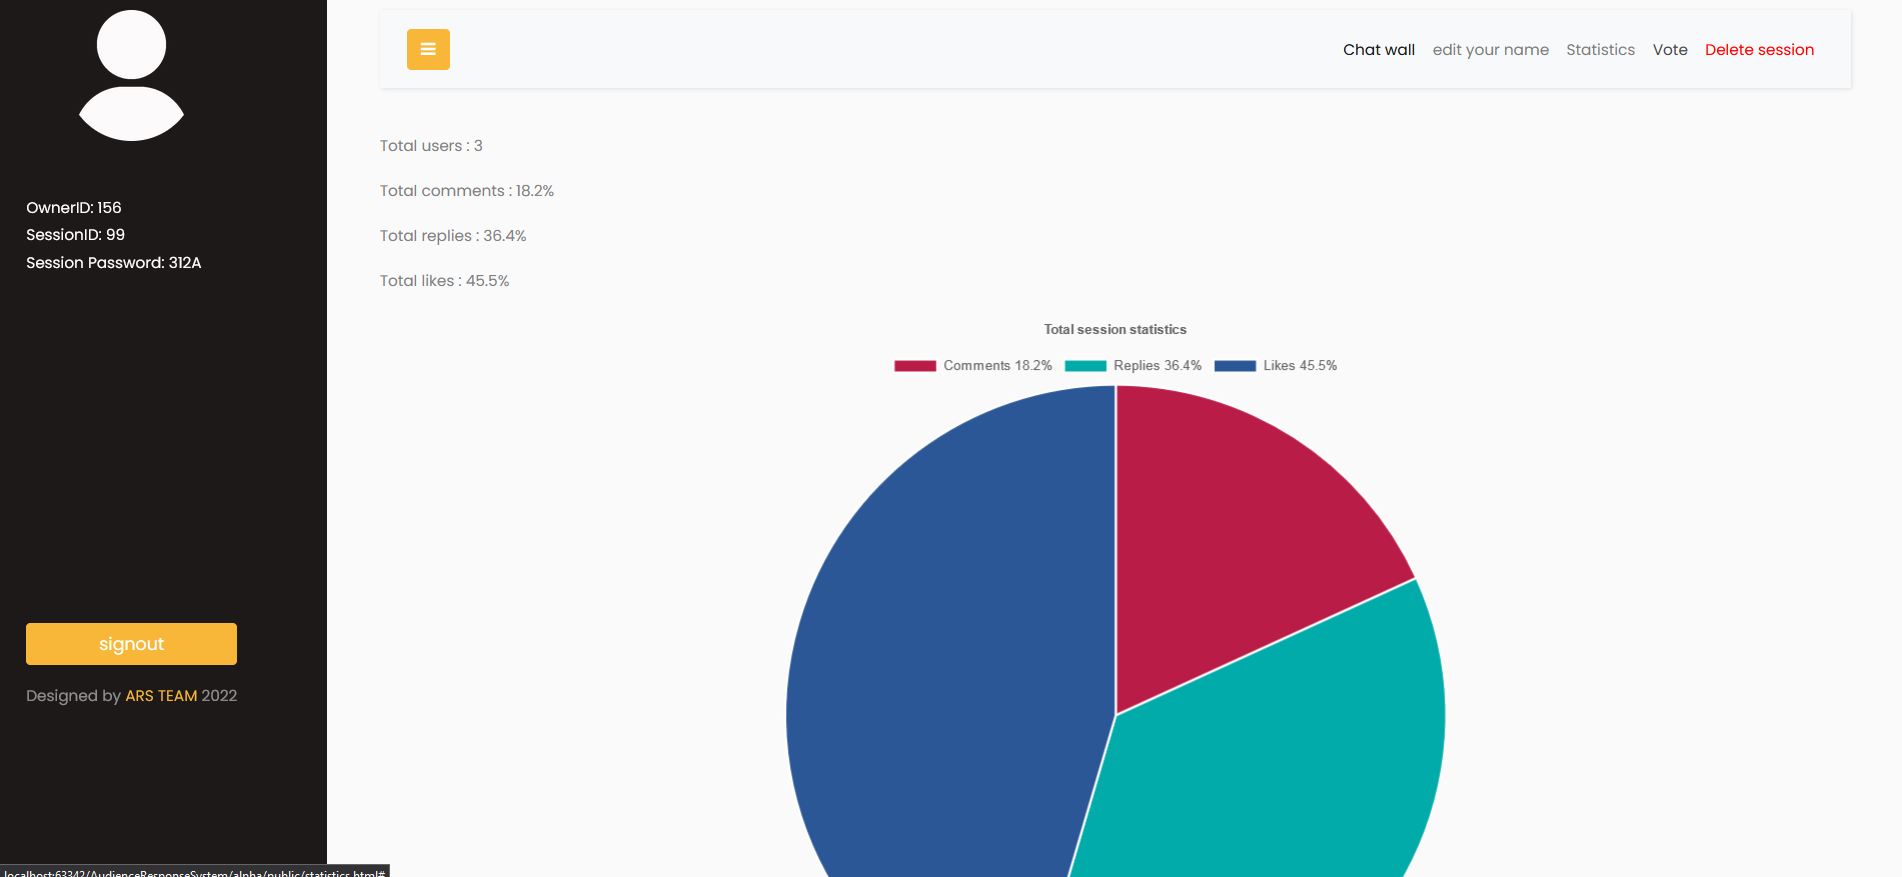 Chat wall edit your name Statistics Vote Delete session
OwnerID: 156
SessionID: 99
Session Password: 312A
signout
Designed by ARS TEAM 2022
Total users : 3
Total comments : 18.2%
Total replies : 36.4%
Total likes : 45.5%
Total session statistics
Comments 18.2% Replies 36.4% Likes 45.5%
localhost:63342/AudienceResponseSystem/alpha/public/statistics.html#